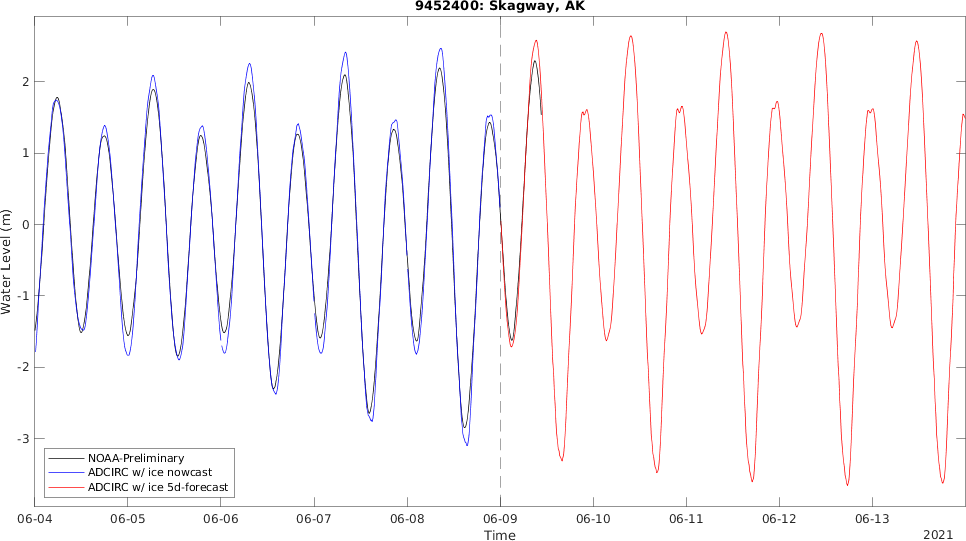 9452400: Skagway, AK
Water Level (m)
2
1
0
-1
-2
-3
NOAA-Preliminary
ADCIRC w/ ice nowcast
ADCIRC w/ ice 5d-forecast
06-04 06-05 06-06 06-07 06-08 06-09 06-10 06-11 06-12 06-13
Time
2021